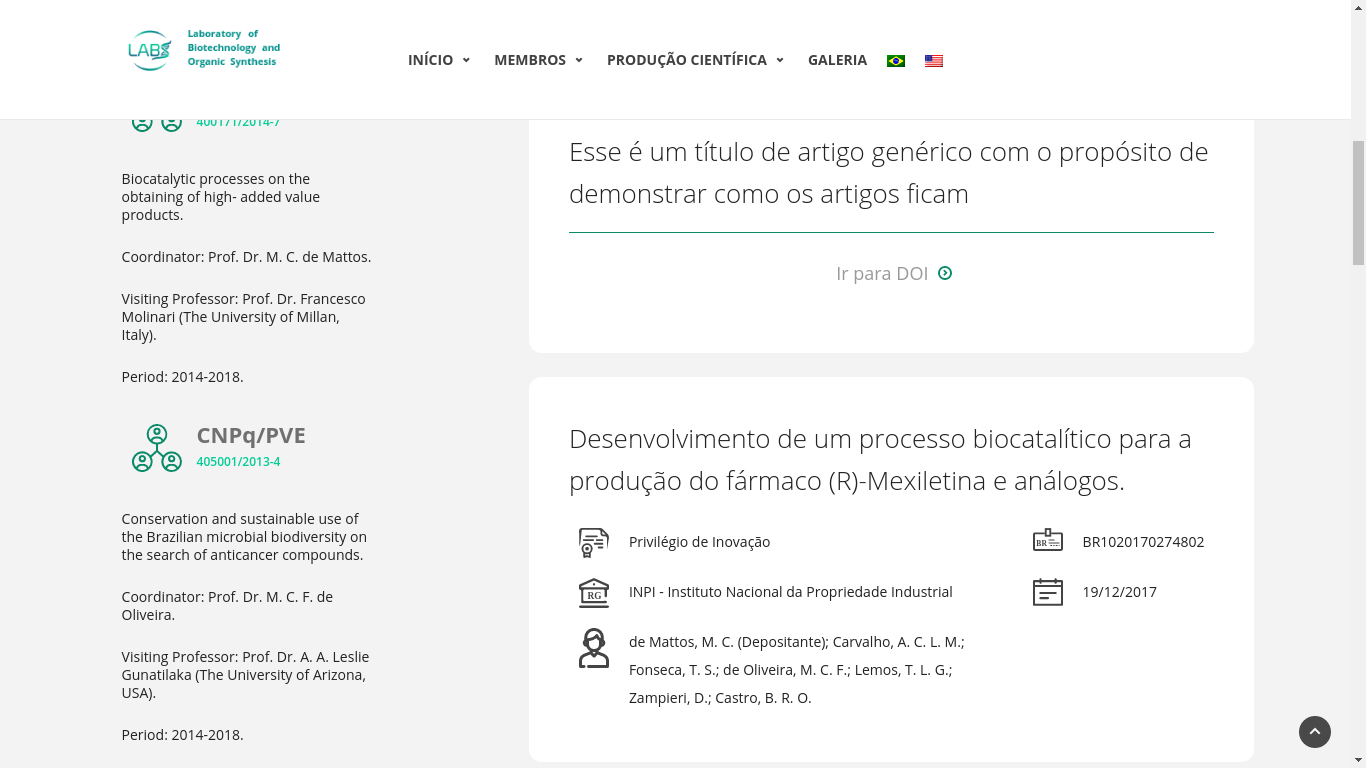 LABS
Laboratory of
Biotechnology and
Organic Synthesis
INÍCIO
MEMBROS
PRODUÇÃO CIENTÍFICA
GALERIA
400171/2014-7
Biocatalytic processes on the
obtaining of high- added value
products.
Coordinator: Prof. Dr. M. C. de Mattos.
Visiting Professor: Prof. Dr. Francesco
Molinari (The University of Millan,
Italy).
Period: 2014-2018.
CNPq/PVE
405001/2013-4
Conservation and sustainable use of
the Brazilian microbial biodiversity on
the search of anticancer compounds.
Coordinator: Prof. Dr. M. C. F. de
Oliveira.
Visiting Professor: Prof. Dr. A. A. Leslie
Gunatilaka (The University of Arizona,
USA).
Period: 2014-2018.
Esse é um título de artigo genérico com o propósito de
demonstrar como os artigos ficam
Ir para DOI
Desenvolvimento de um processo biocatalítico para a
produção do fármaco (R)-Mexiletina e análogos.
Privilégio de Inovação
BR
BR1020170274802
RG
INPI - Instituto Nacional da Propriedade Industrial
19/12/2017
de Mattos, M. C. (Depositante); Carvalho, A. C. L. M.;
Fonseca, T. S.; de Oliveira, M. C. F.; Lemos, T. L. G.;
Zampieri, D.; Castro, B. R. O.